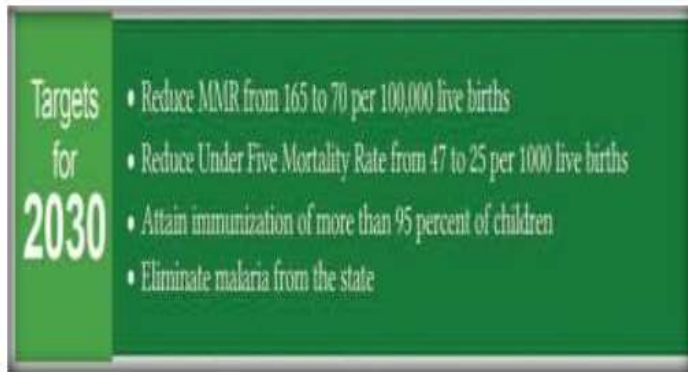 Targets
for
2030
• Reduce MMR from 165 to 70 per 100,000 live births
• Reduce Under Five Mortality Rate from 47 to 25 per 1000 live births
• Attain immunization of more than 95 percent of children
• Eliminate malaria from the state